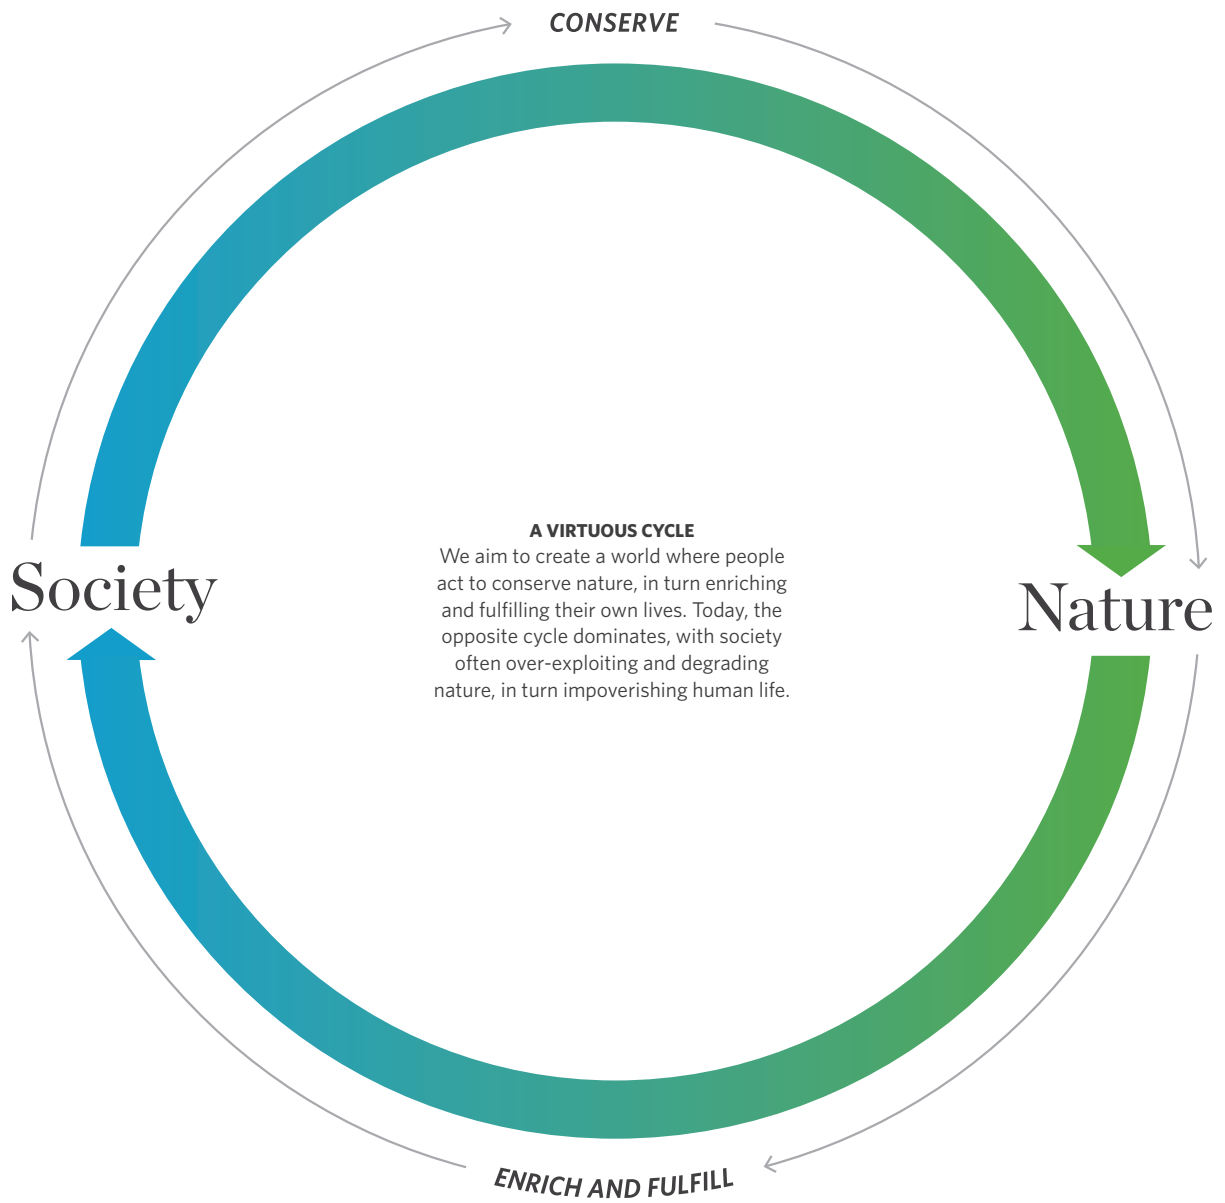 CONSERVE
Society
A VIRTUOUS CYCLE
We aim to create a world where people
act to conserve nature, in turn enriching
and fulfilling their own lives. Today, the
opposite cycle dominates, with society
often over-exploiting and degrading
nature, in turn impoverishing human life.
Nature
ENRICH AND FULFILL